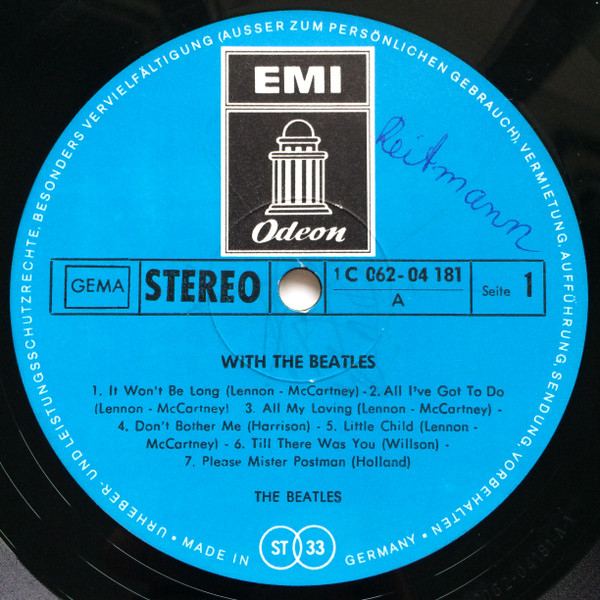 URHEBER- UND LEISTUNGSSCHUTZRECHTE, BESONDERS VERVIELFÄLTIGUNG (AUSSER ZUM PERSÖNLICHEN GEBRAUCH), VERMIETUNG, AUFFÜHRUNG, SENDUNG, VORBEHALTEN
EMI
Odeon
Reitmann
GEMA
STEREO
1 C 062-04 181
A
Seite 1
WITH THE BEATLES
1. It Won't Be Long (Lennon - McCartney) - 2. All I've Got To Do
(Lennon - McCartney) 3. All My Loving (Lennon - McCartney) -
4. Don't Bother Me (Harrison) - 5. Little Child (Lennon -
McCartney) - 6. Till There Was You (Willson) -
7. Please Mister Postman (Holland)
THE BEATLES
• MADE IN ST 33 GERMANY •